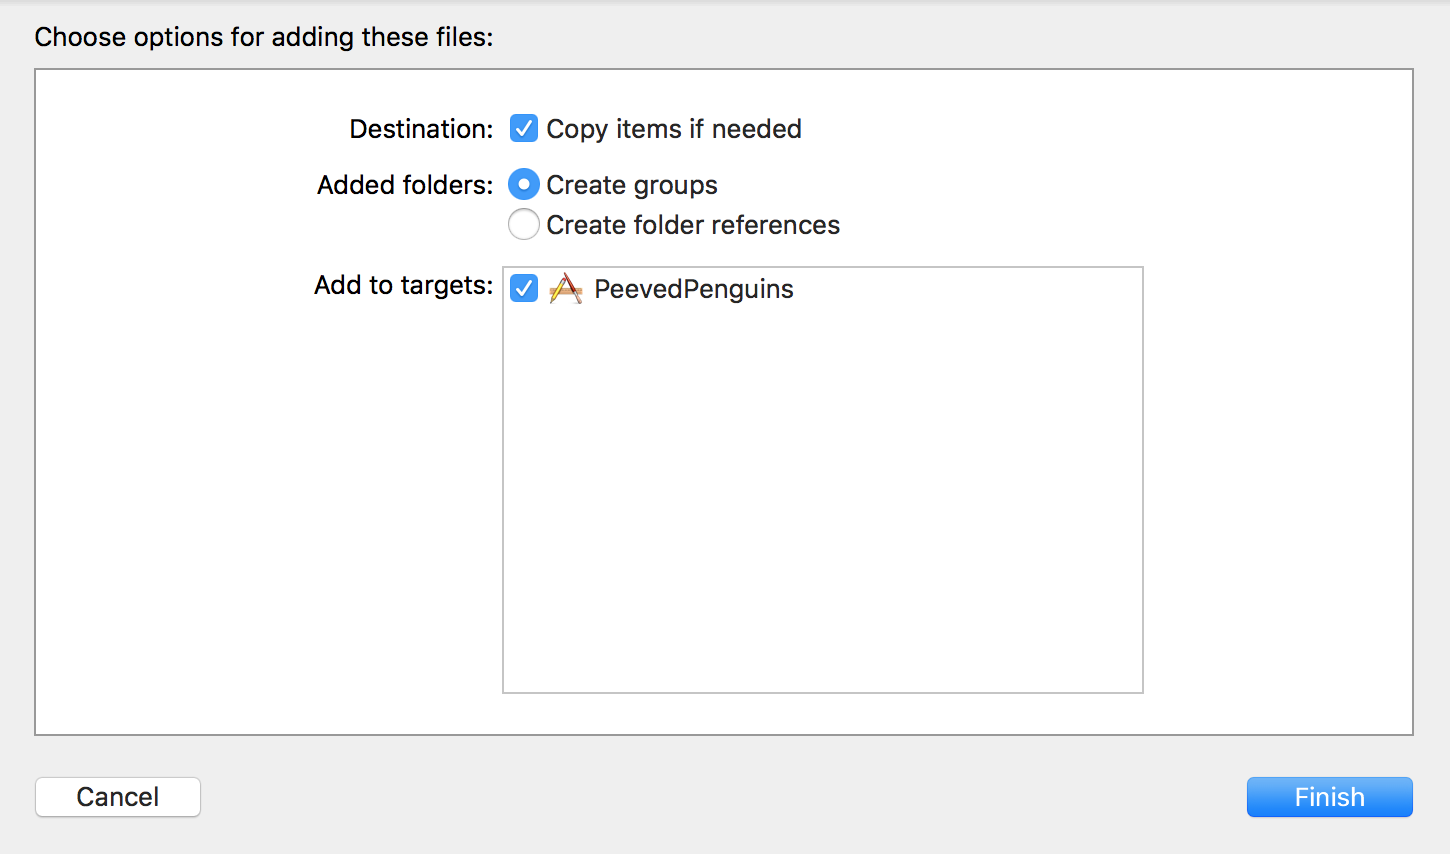 Choose options for adding these files:
Destination: Copy items if needed
Added folders: Create groups
Create folder references
Add to targets: PeevedPenguins
Cancel Finish